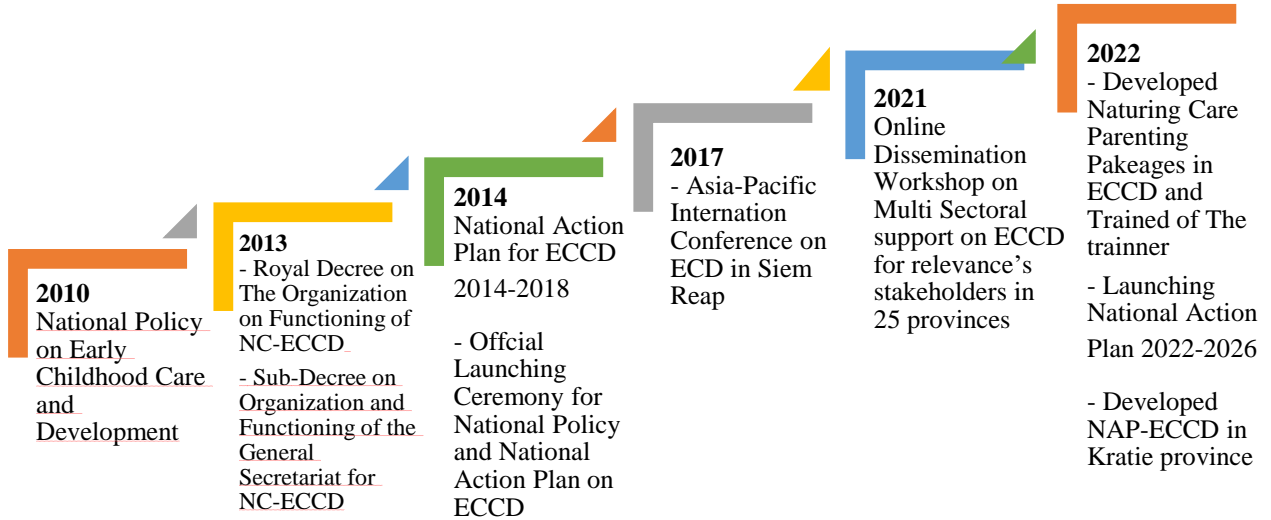 2010
National Policy
on Early
Childhood Care
and
Development
2013
- Royal Decree on
The Organization
on Functioning of
NC-ECCD
- Sub-Decree on
Organization and
Functioning of the
General
Secretariat for
NC-ECCD
2014
National Action
Plan for ECCD
2014-2018
- Offcial
Launching
Ceremony for
National Policy
and National
Action Plan on
ECCD
2017
- Asia-Pacific
Internation
Conference on
ECD in Siem
Reap
2021
Online
Dissemination
Workshop on
Multi Sectoral
support on ECCD
for relevance’s
stakeholders in
25 provinces
2022
- Developed
Naturing Care
Parenting
Pakeages in
ECCD and
Trained of The
trainner
- Launching
National Action
Plan 2022-2026
- Developed
NAP-ECCD in
Kratie province